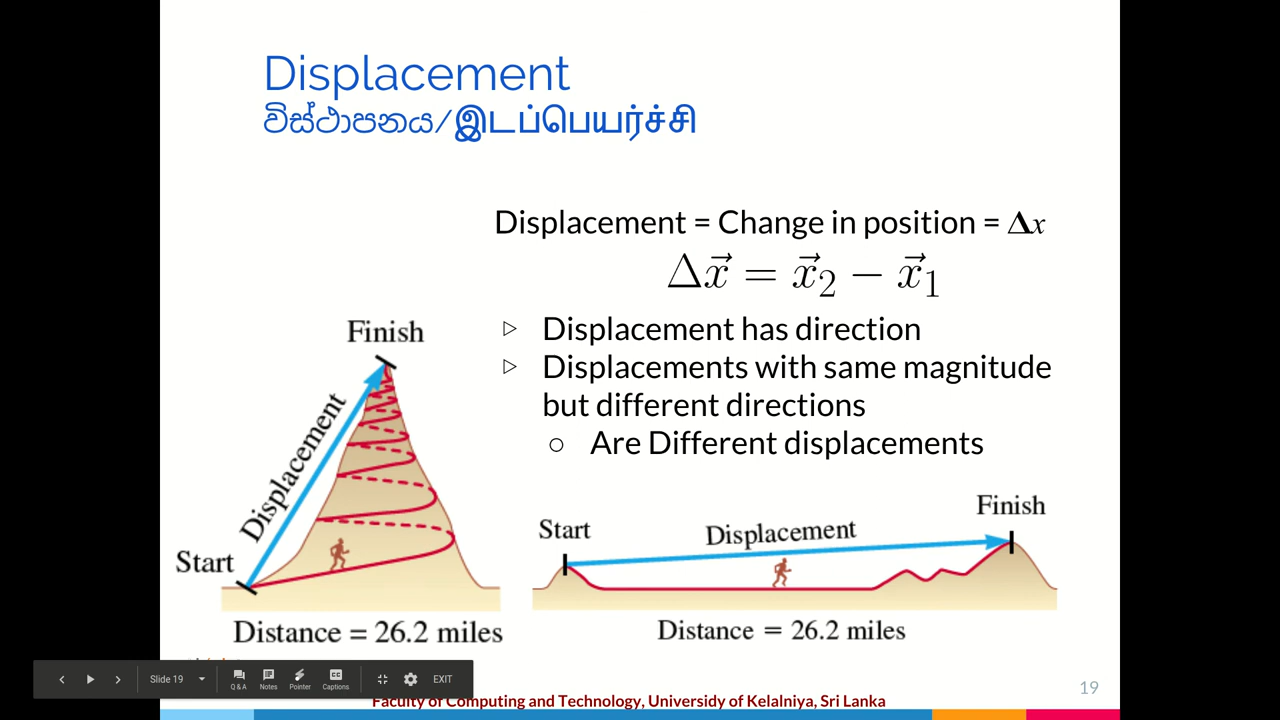 Displacement
විස්ථාපනය/இடப்பெயர்ச்சி
Displacement = Change in position = Δx
Δx⃗ = x⃗₂ − x⃗₁
▷ Displacement has direction
▷ Displacements with same magnitude
but different directions
○ Are Different displacements
Finish
Displacement
Start
Distance = 26.2 miles
Start
Displacement
Finish
Distance = 26.2 miles
Slide 19
Q & A
Notes
Pointer
Captions
EXIT
19
Faculty of Computing and Technology, Universidy of Kelalniya, Sri Lanka